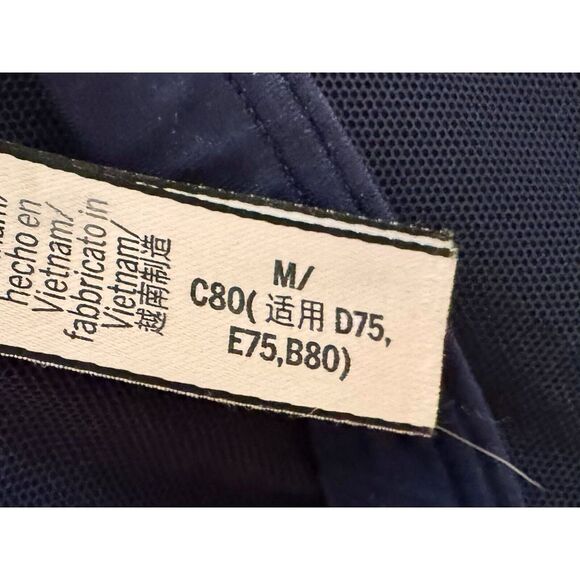 hecho en
Vietnam/
fabbricato in
Vietnam/
越南制造
M/
C80( 适用 D75,
E75,B80)